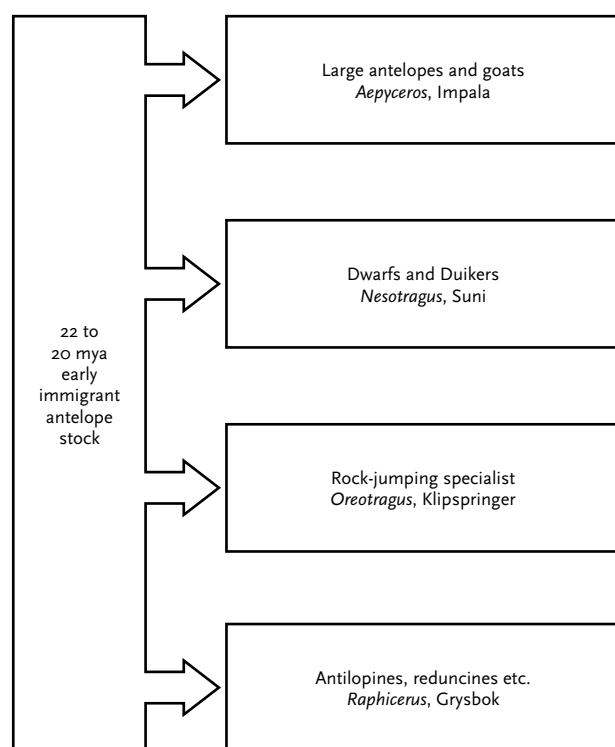 Large antelopes and goats
Aepyceros, Impala
Dwarfs and Duikers
Nesotragus, Suni
22 to
20 mya
early
immigrant
antelope
stock
Rock-jumping specialist
Oreotragus, Klipspringer
Antilopines, reduncines etc.
Raphicerus, Grysbok